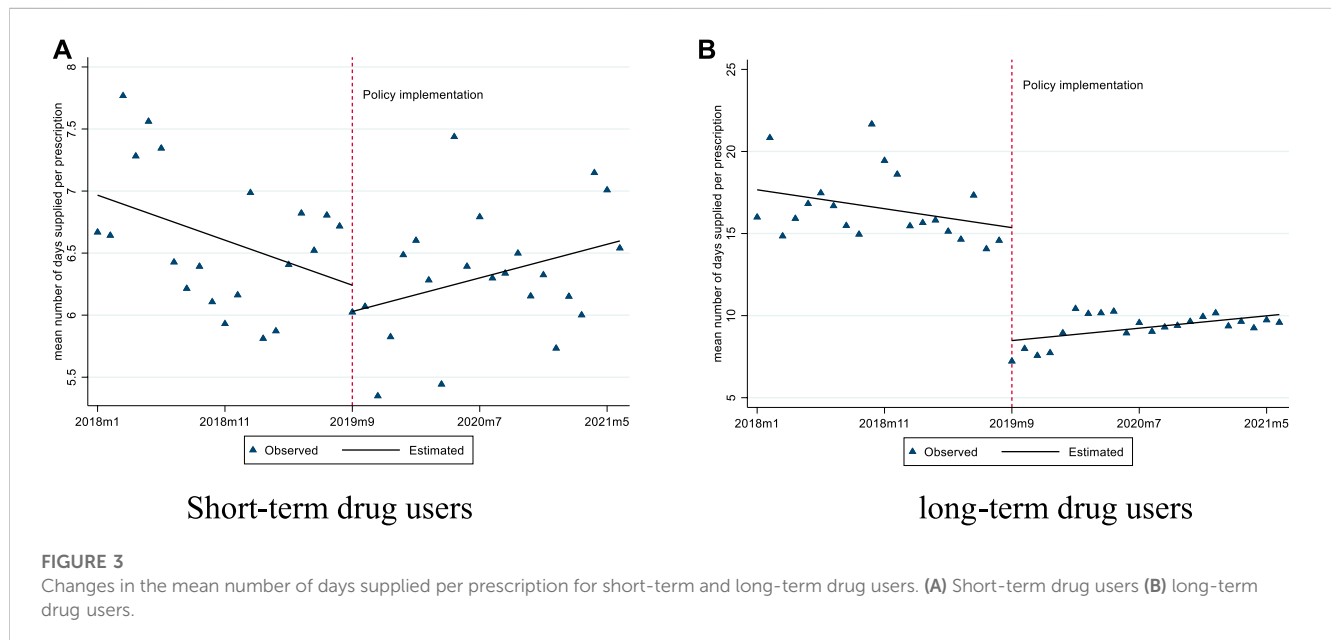 A
mean number of days supplied per prescription
8
7.5
7
6.5
6
5.5
Policy implementation
2018m1
2018m11
2019m9
2020m7
2021m5
Observed
Estimated
Short-term drug users
B
mean number of days supplied per prescription
25
20
15
10
5
Policy implementation
2018m1
2018m11
2019m9
2020m7
2021m5
Observed
Estimated
long-term drug users
FIGURE 3
Changes in the mean number of days supplied per prescription for short-term and long-term drug users. (A) Short-term drug users (B) long-term
drug users.